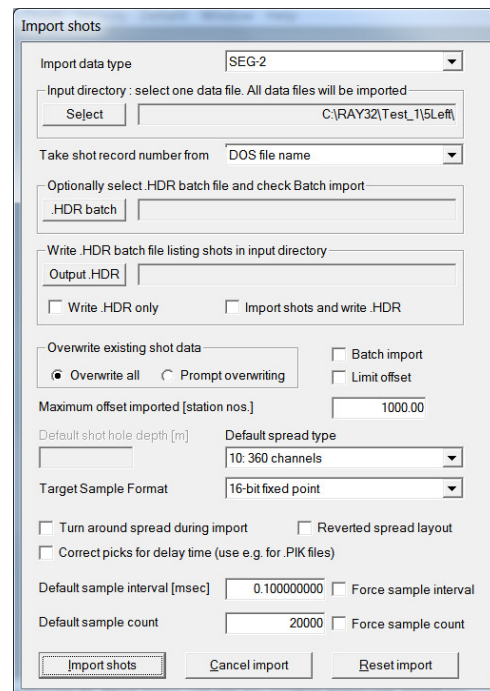 Import shots
Import data type SEG-2
Input directory : select one data file. All data files will be imported
Select C:\RAY32\Test_1\5Left\
Take shot record number from DOS file name
Optionally select .HDR batch file and check Batch import
.HDR batch
Write .HDR batch file listing shots in input directory
Output .HDR
Write .HDR only Import shots and write .HDR
Overwrite existing shot data
Batch import
Overwrite all Prompt overwriting
Limit offset
Maximum offset imported [station nos.] 1000.00
Default shot hole depth [m] Default spread type
10: 360 channels
Target Sample Format 16-bit fixed point
Turn around spread during import Reverted spread layout
Correct picks for delay time (use e.g. for .PIK files)
Default sample interval [msec] 0.100000000 Force sample interval
Default sample count 20000 Force sample count
Import shots Cancel import Reset import